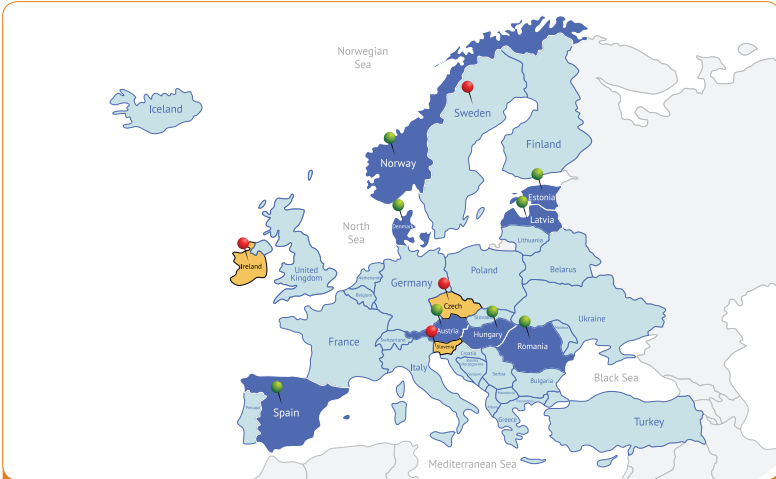 Norwegian
Sea
Iceland
Sweden
Finland
Norway
Estonia
Latvia
North
Sea
Denmark
Lithuania
Ireland
United
Kingdom
Netherlands
Belgium
Germany
Poland
Belarus
Czech
Slovakia
Ukraine
France
Switzerland
Austria
Hungary
Slovenia
Romania
Croatia
Italy
Serbia
Bulgaria
Black Sea
Portugal
Spain
Greece
Turkey
Mediterranean Sea